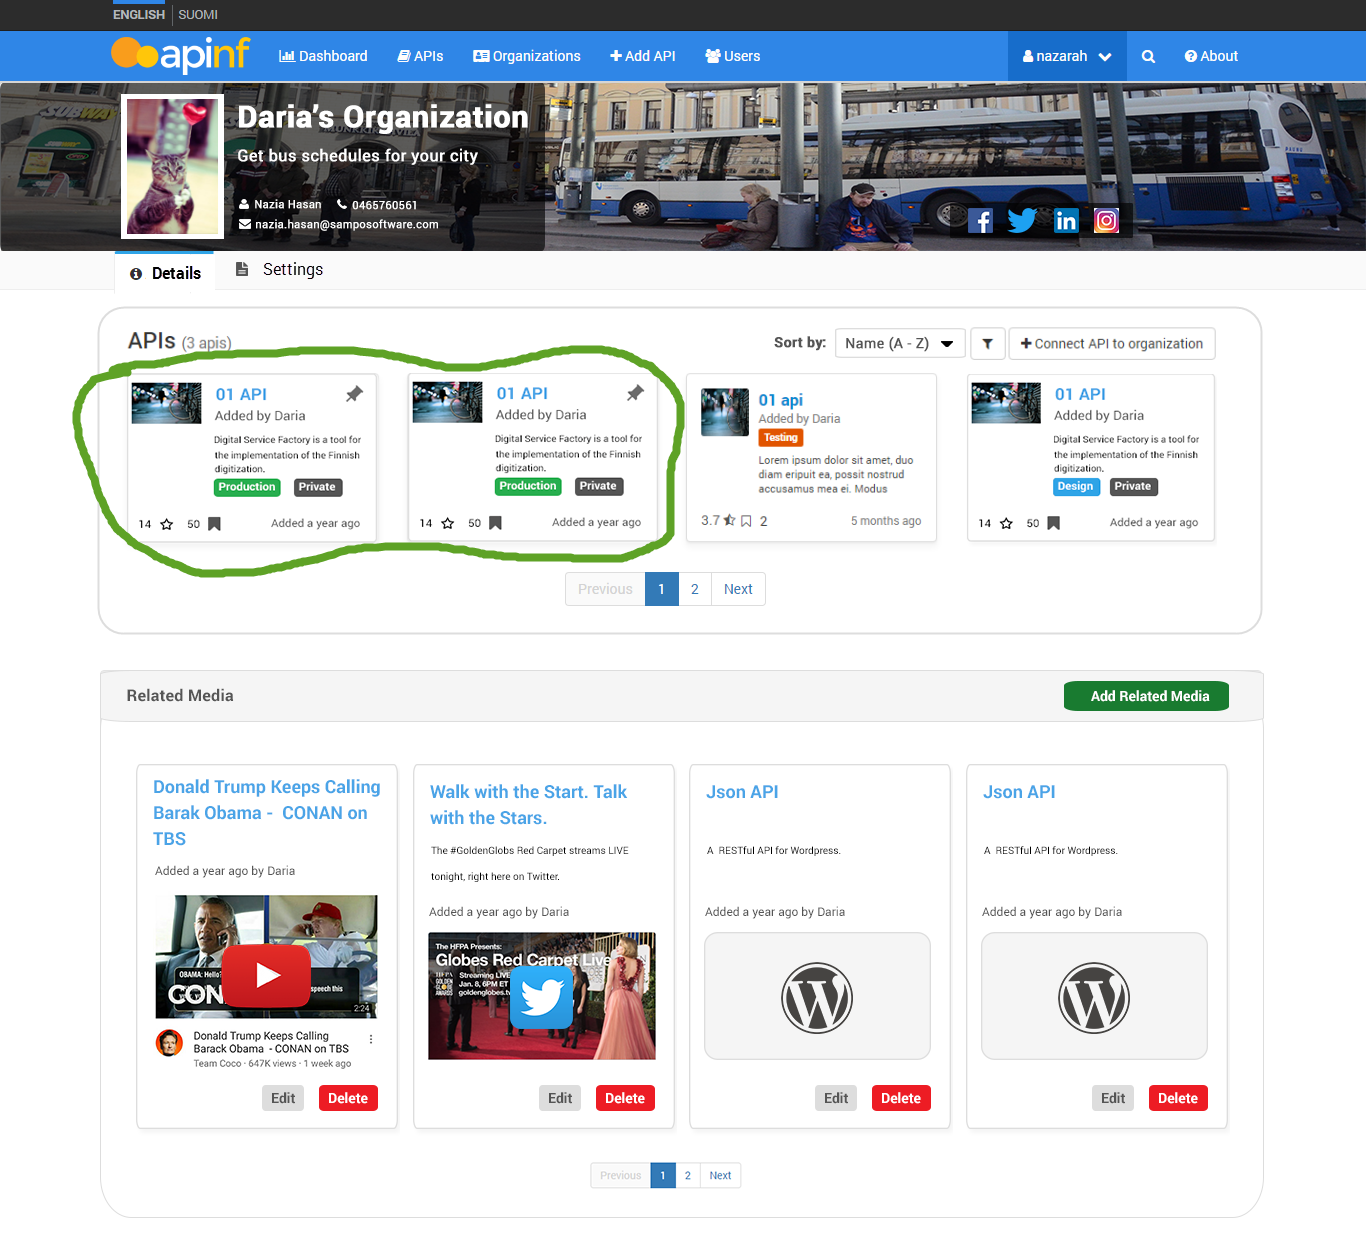 ENGLISH SUOMI
apinf Dashboard APIs Organizations Add API Users nazarah About
SUBWAY
Daria's Organization
Get bus schedules for your city
Nazia Hasan 0465760561
nazia.hasan@samposoftware.com
Details Settings
APIs (3 apis) Sort by: Name (A - Z) Connect API to organization
01 API
Added by Daria
Digital Service Factory is a tool for
the implementation of the Finnish
digitization.
Production Private
14 50 Added a year ago
01 API
Added by Daria
Digital Service Factory is a tool for
the implementation of the Finnish
digitization.
Production Private
14 50 Added a year ago
01 api
Added by Daria
Testing
Lorem ipsum dolor sit amet, duo
diam eripuit ea, possit nostrud
accusamus mea ei. Modus
3.7 2 5 months ago
01 API
Added by Daria
Digital Service Factory is a tool for
the implementation of the Finnish
digitization.
Design Private
14 50 Added a year ago
Previous 1 2 Next
Related Media Add Related Media
Donald Trump Keeps Calling
Barak Obama - CONAN on
TBS
Added a year ago by Daria
OBAMA: Hello?
speech this
CON
2:24
Donald Trump Keeps Calling
Barack Obama - CONAN on TBS
Team Coco · 647K views · 1 week ago
Edit Delete
Walk with the Start. Talk
with the Stars.
The #GoldenGlobs Red Carpet streams LIVE
tonight, right here on Twitter.
Added a year ago by Daria
The HFPA Presents:
Globes Red Carpet Live
HFPA
GOLDEN
GLOBE
AWARDS
Streaming LIVE
Jan. 8, 6PM ET
goldenglobes.tv
Edit Delete
Json API
A RESTful API for Wordpress.
Added a year ago by Daria
Edit Delete
Json API
A RESTful API for Wordpress.
Added a year ago by Daria
Edit Delete
Previous 1 2 Next